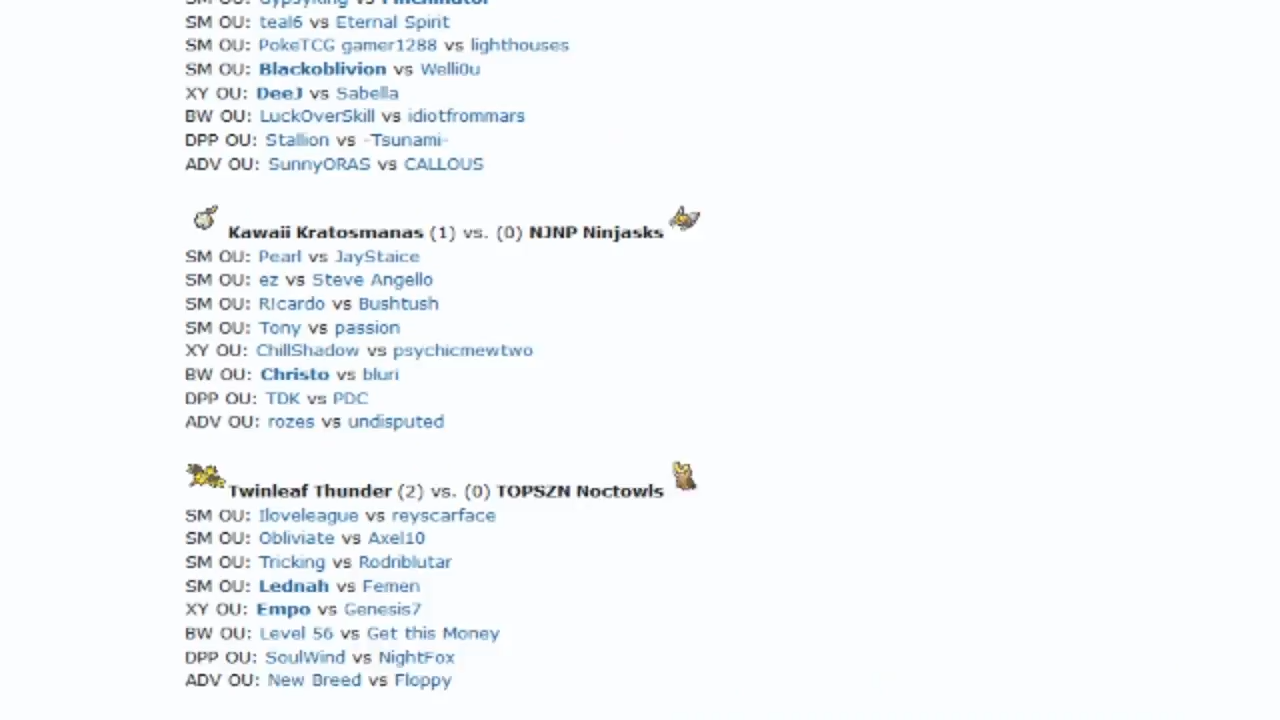 SM OU: GypsyKing vs Finchinator
SM OU: teal6 vs Eternal Spirit
SM OU: PokeTCG gamer1288 vs lighthouses
SM OU: Blackoblivion vs Welli0u
XY OU: DeeJ vs Sabella
BW OU: LuckOverSkill vs idiotfrommars
DPP OU: Stallion vs -Tsunami-
ADV OU: SunnyORAS vs CALLOUS
Kawaii Kratosmanas (1) vs. (0) NJNP Ninjasks
SM OU: Pearl vs JayStaice
SM OU: ez vs Steve Angello
SM OU: R!cardo vs Bushtush
SM OU: Tony vs passion
XY OU: ChillShadow vs psychicmewtwo
BW OU: Christo vs bluri
DPP OU: TDK vs PDC
ADV OU: rozes vs undisputed
Twinleaf Thunder (2) vs. (0) TOPSZN Noctowls
SM OU: Iloveleague vs reyscarface
SM OU: Obliviate vs Axel10
SM OU: Tricking vs Rodriblutar
SM OU: Lednah vs Femen
XY OU: Empo vs Genesis7
BW OU: Level 56 vs Get this Money
DPP OU: SoulWind vs NightFox
ADV OU: New Breed vs Floppy